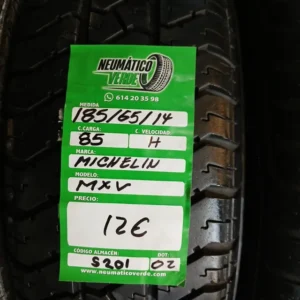 NEUMÁTICO
VERDE
614 20 35 98
MEDIDA
185/65/14
C.CARGA: C. VELOCIDAD:
85 H
MARCA:
MICHELIN
MODELO:
MXV
PRECIO:
12€
CÓDIGO ALMACÉN: DOT:
S201 02
www.neumaticoverde.com